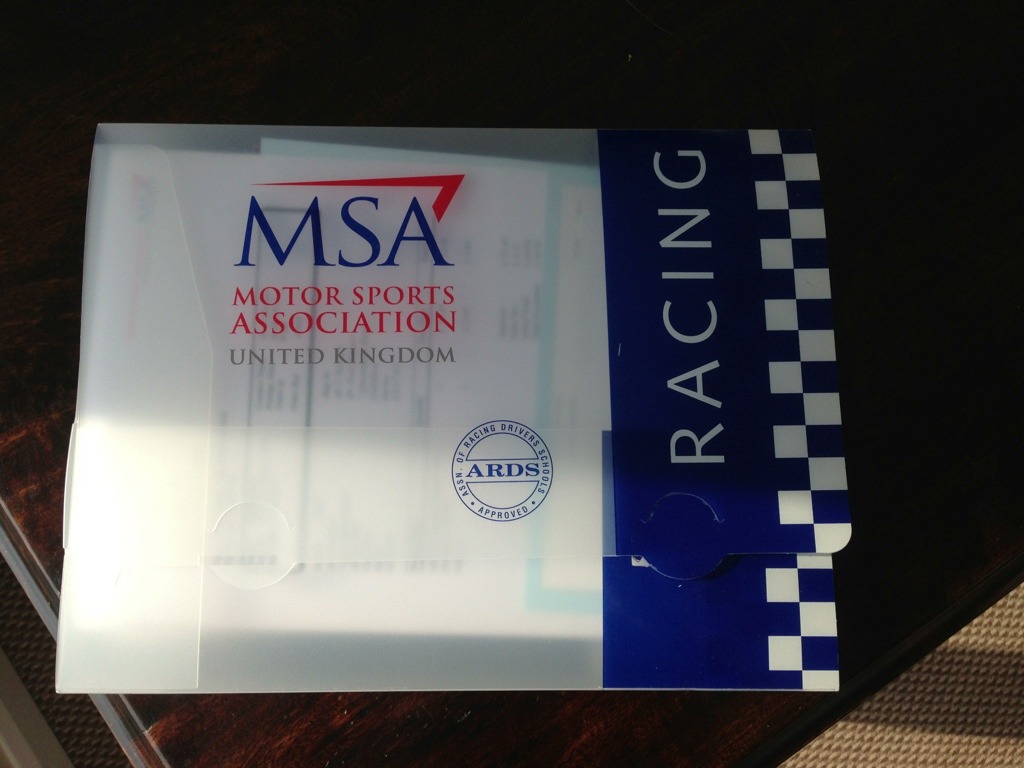 MSA
MOTOR SPORTS
ASSOCIATION
UNITED KINGDOM
RACING
ASSN. OF RACING DRIVERS SCHOOLS
ARDS
• APPROVED •